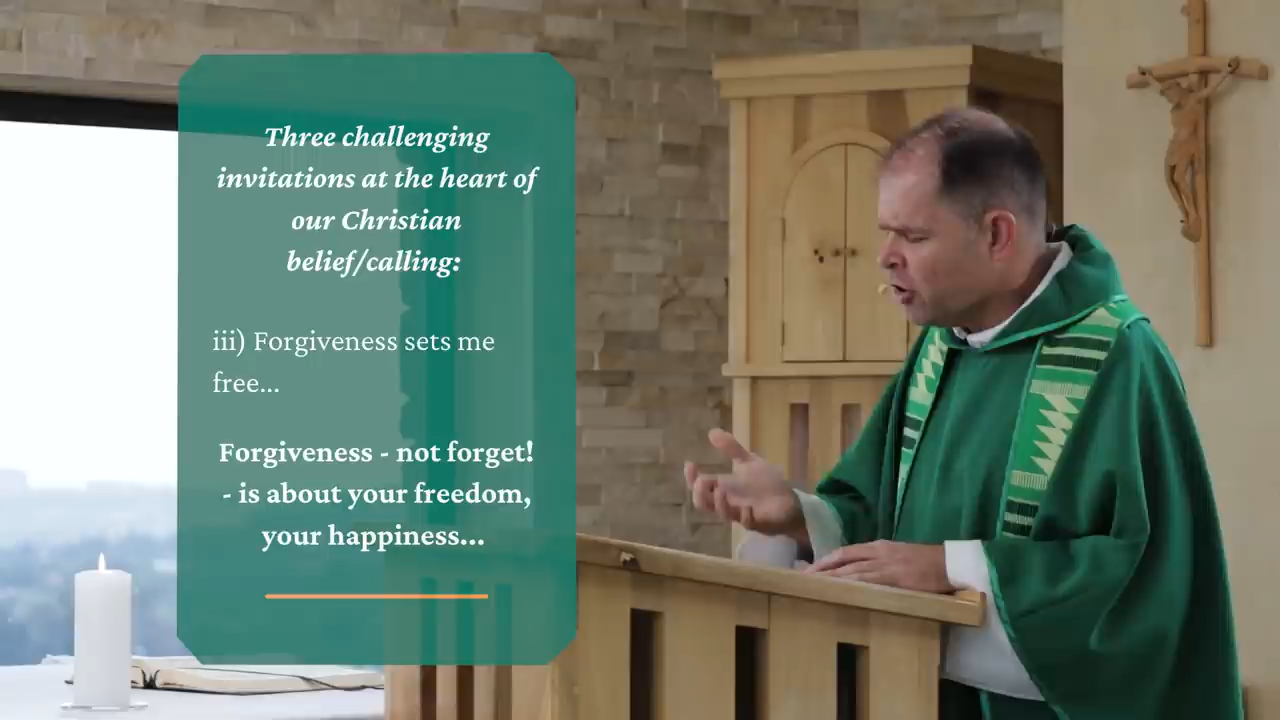 Three challenging
invitations at the heart of
our Christian
belief/calling:
iii) Forgiveness sets me
free...
Forgiveness - not forget!
- is about your freedom,
your happiness...